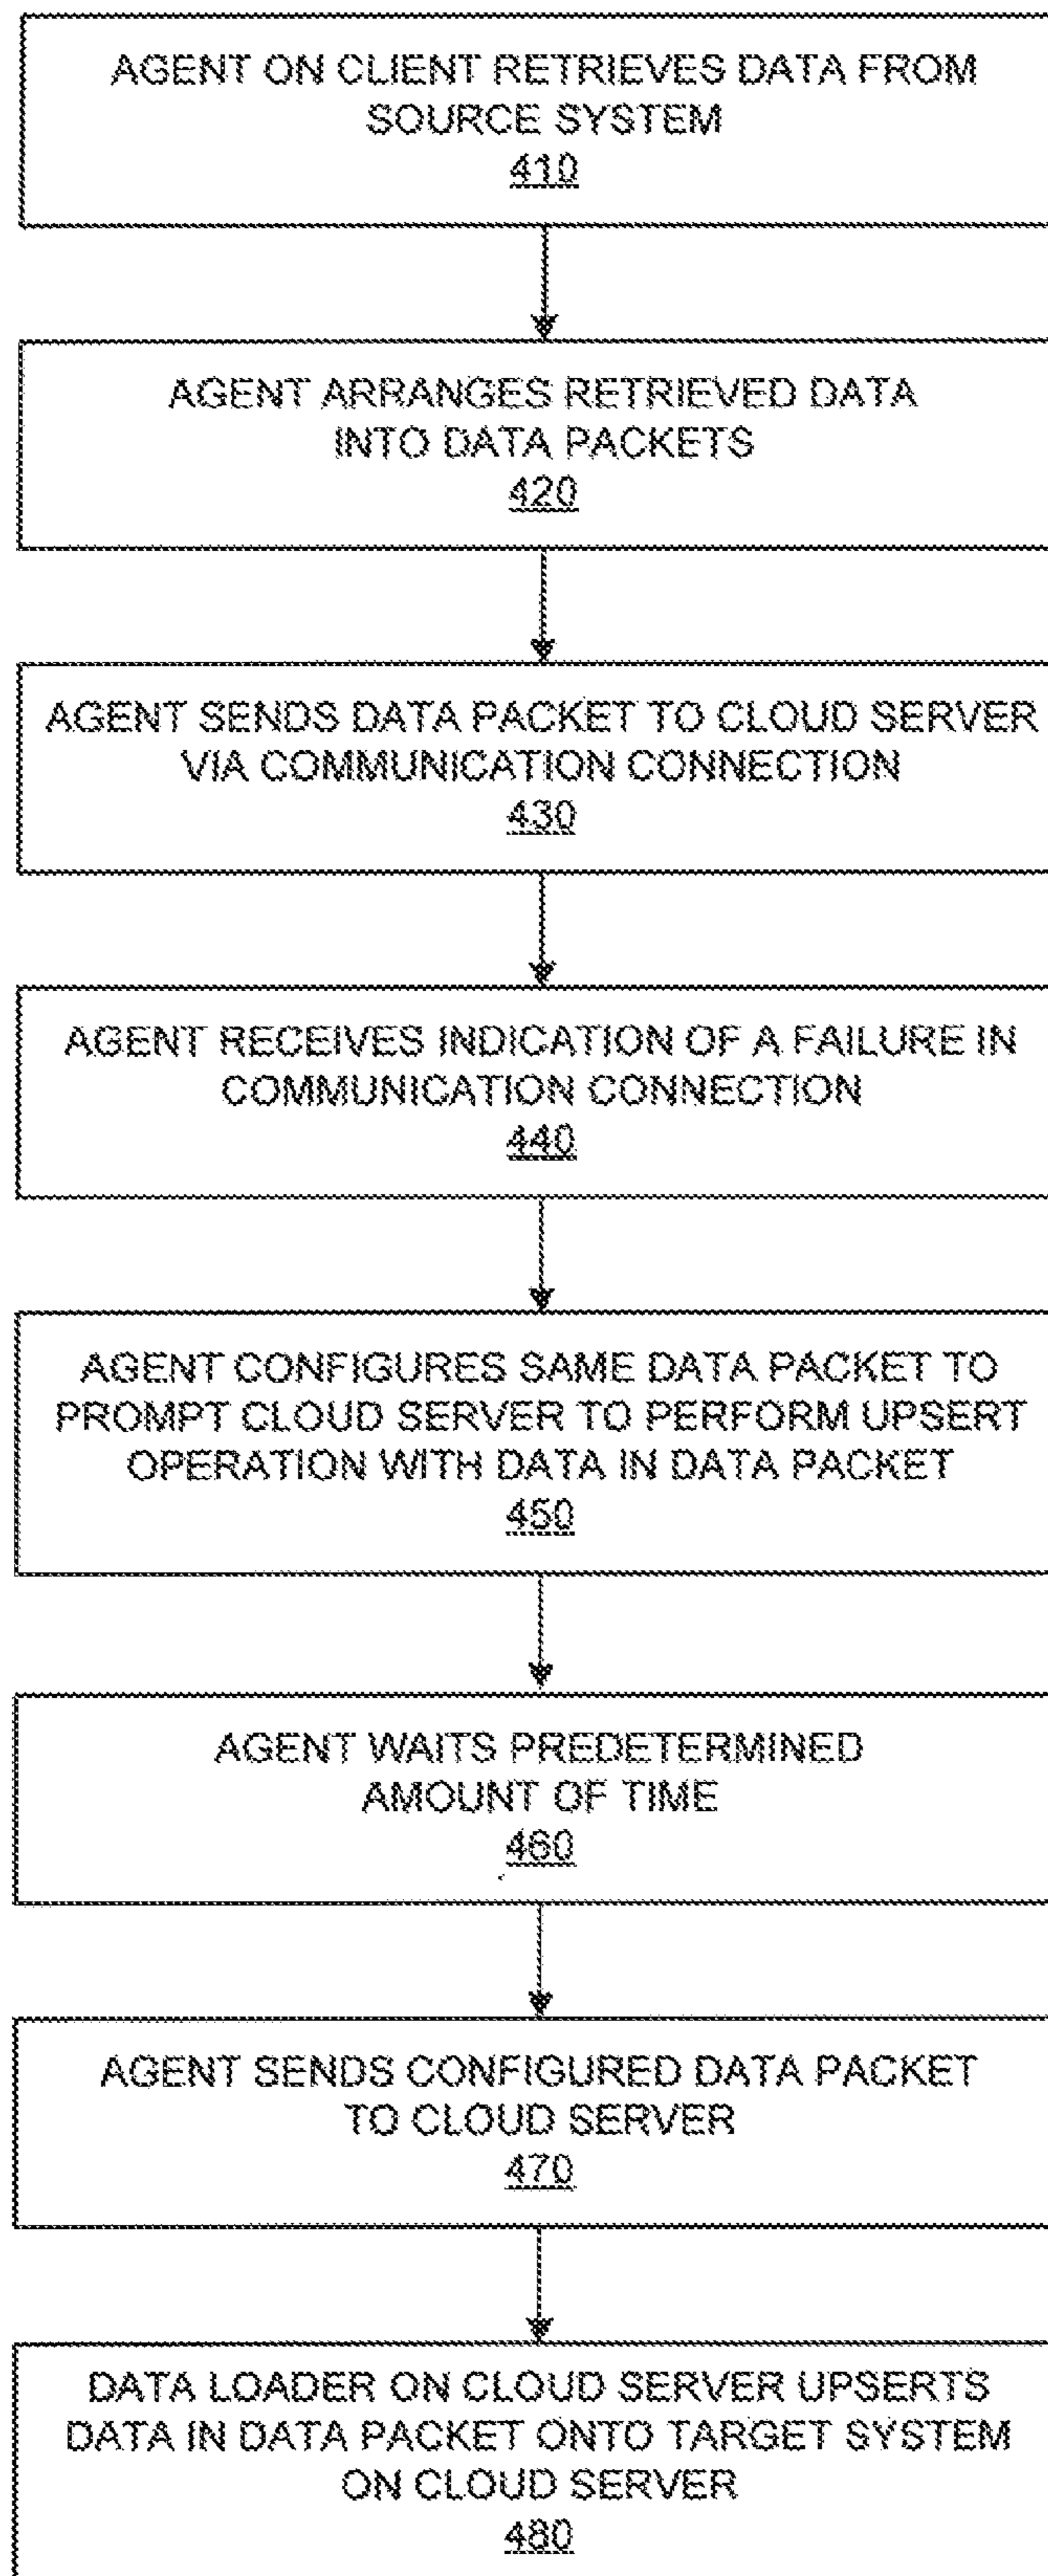 AGENT ON CLIENT RETRIEVES DATA FROM
SOURCE SYSTEM
410
AGENT ARRANGES RETRIEVED DATA
INTO DATA PACKETS
420
AGENT SENDS DATA PACKET TO CLOUD SERVER
VIA COMMUNICATION CONNECTION
430
AGENT RECEIVES INDICATION OF A FAILURE IN
COMMUNICATION CONNECTION
440
AGENT CONFIGURES SAME DATA PACKET TO
PROMPT CLOUD SERVER TO PERFORM UPSERT
OPERATION WITH DATA IN DATA PACKET
450
AGENT WAITS PREDETERMINED
AMOUNT OF TIME
460
AGENT SENDS CONFIGURED DATA PACKET
TO CLOUD SERVER
470
DATA LOADER ON CLOUD SERVER UPSERTS
DATA IN DATA PACKET ONTO TARGET SYSTEM
ON CLOUD SERVER
480